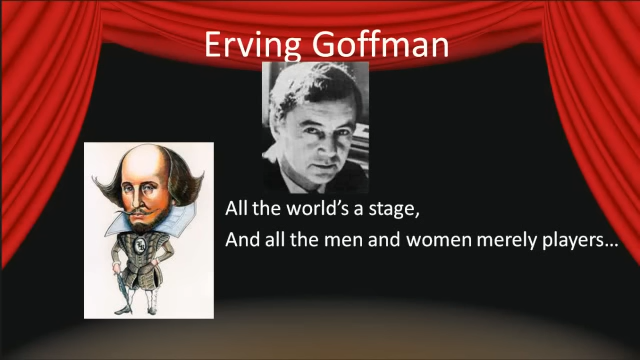 Erving Goffman
All the world's a stage,
And all the men and women merely players…